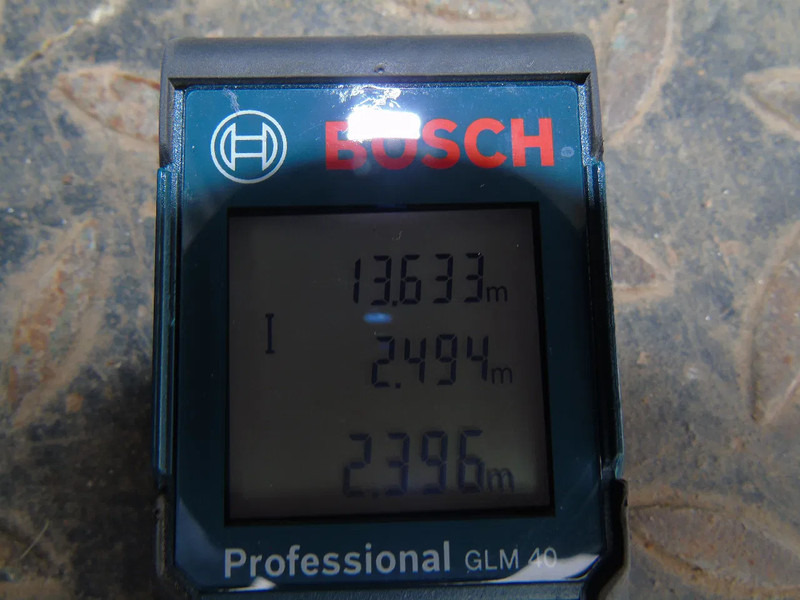 BOSCH
13.633m
2.494m
2.396m
Professional GLM 40